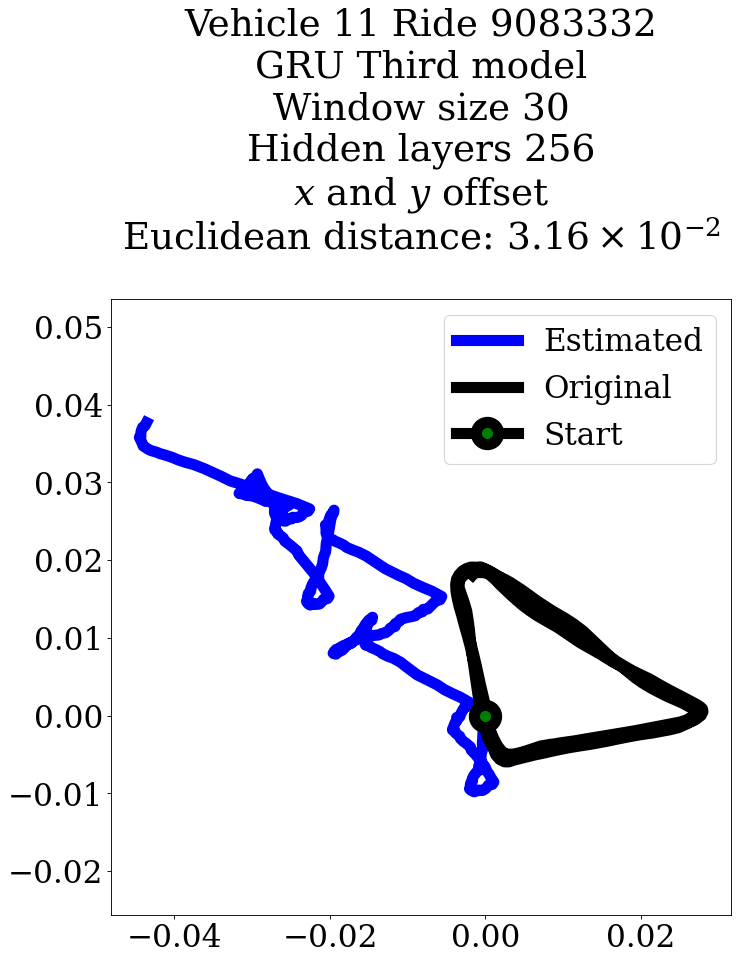 Vehicle 11 Ride 9083332
GRU Third model
Window size 30
Hidden layers 256
x and y offset
Euclidean distance: 3.16 × 10⁻²
Estimated
Original
Start
0.05
0.04
0.03
0.02
0.01
0.00
−0.01
−0.02
−0.04 −0.02 0.00 0.02